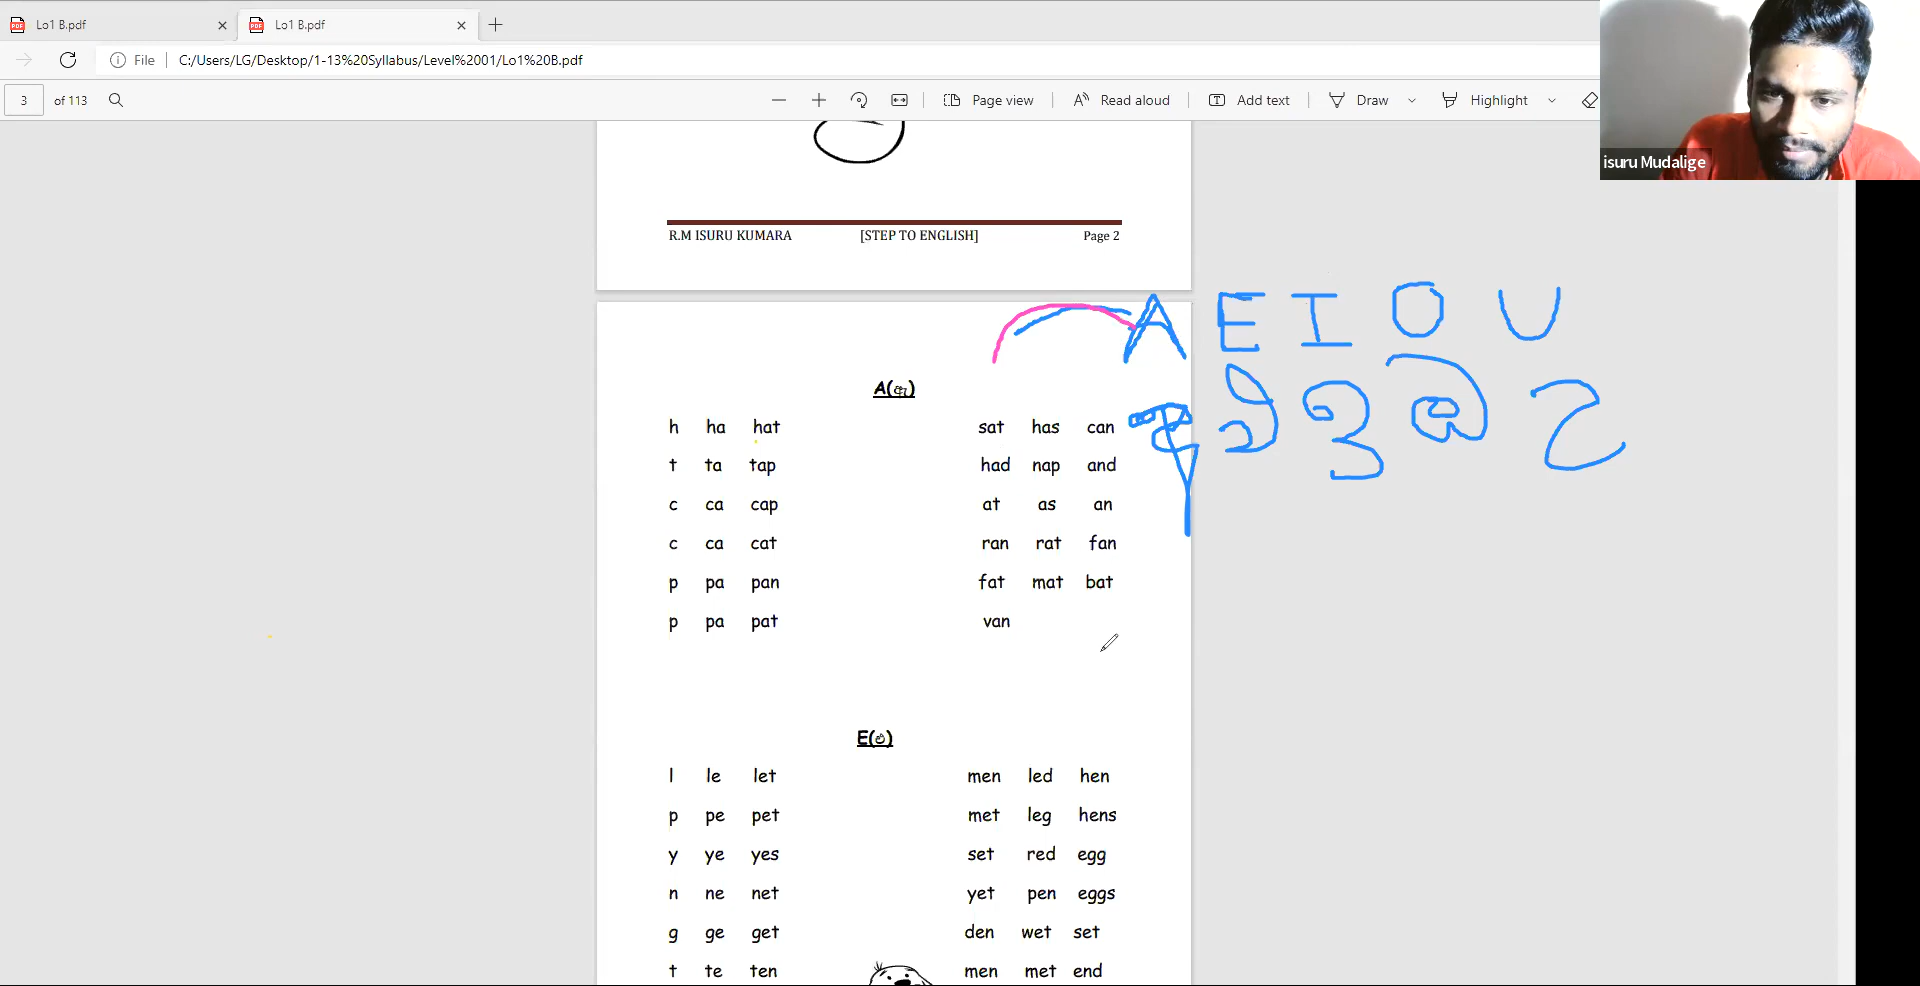 Lo1 B.pdf Lo1 B.pdf
File C:/Users/LG/Desktop/1-13%20Syllabus/Level%2001/Lo1%20B.pdf
3 of 113 Page view Read aloud Add text Draw Highlight
isuru Mudalige
R.M ISURU KUMARA [STEP TO ENGLISH] Page 2
A E I O U
ඇ එ ඉ ඔ උ
A(ඇ)
h ha hat sat has can
t ta tap had nap and
c ca cap at as an
c ca cat ran rat fan
p pa pan fat mat bat
p pa pat van
E(එ)
l le let men led hen
p pe pet met leg hens
y ye yes set red egg
n ne net yet pen eggs
g ge get den wet set
t te ten men met end